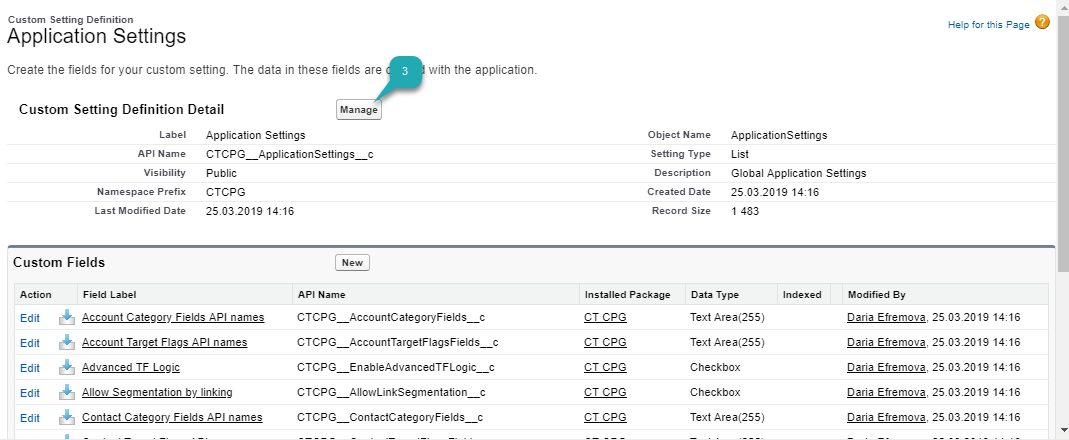 Custom Setting Definition
Application Settings
Help for this Page ?
Create the fields for your custom setting. The data in these fields are with the application.
3
Custom Setting Definition Detail Manage
Label Application Settings Object Name ApplicationSettings
API Name CTCPG__ApplicationSettings__c Setting Type List
Visibility Public Description Global Application Settings
Namespace Prefix CTCPG Created Date 25.03.2019 14:16
Last Modified Date 25.03.2019 14:16 Record Size 1 483
Custom Fields New
Action Field Label API Name Installed Package Data Type Indexed Modified By
Edit Account Category Fields API names CTCPG__AccountCategoryFields__c CT CPG Text Area(255) Daria Efremova, 25.03.2019 14:16
Edit Account Target Flags API names CTCPG__AccountTargetFlagsFields__c CT CPG Text Area(255) Daria Efremova, 25.03.2019 14:16
Edit Advanced TF Logic CTCPG__EnableAdvancedTFLogic__c CT CPG Checkbox Daria Efremova, 25.03.2019 14:16
Edit Allow Segmentation by linking CTCPG__AllowLinkSegmentation__c CT CPG Checkbox Daria Efremova, 25.03.2019 14:16
Edit Contact Category Fields API names CTCPG__ContactCategoryFields__c CT CPG Text Area(255) Daria Efremova, 25.03.2019 14:16